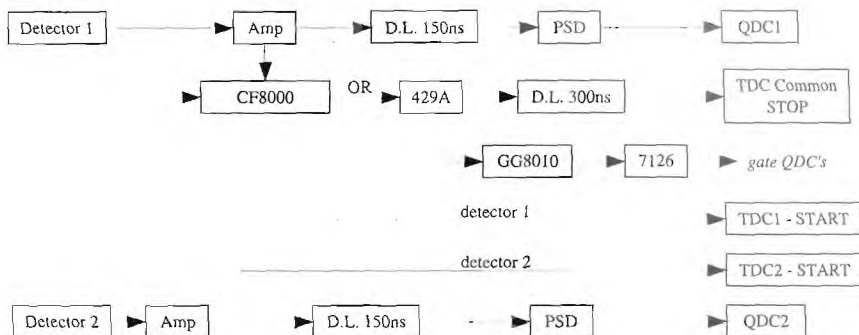 Detector 1 Amp D.L. 150ns PSD QDC1
CF8000 OR 429A D.L. 300ns TDC Common
STOP
GG8010 7126 gate QDC's
detector 1 TDC1 - START
detector 2 TDC2 - START
Detector 2 Amp D.L. 150ns PSD QDC2